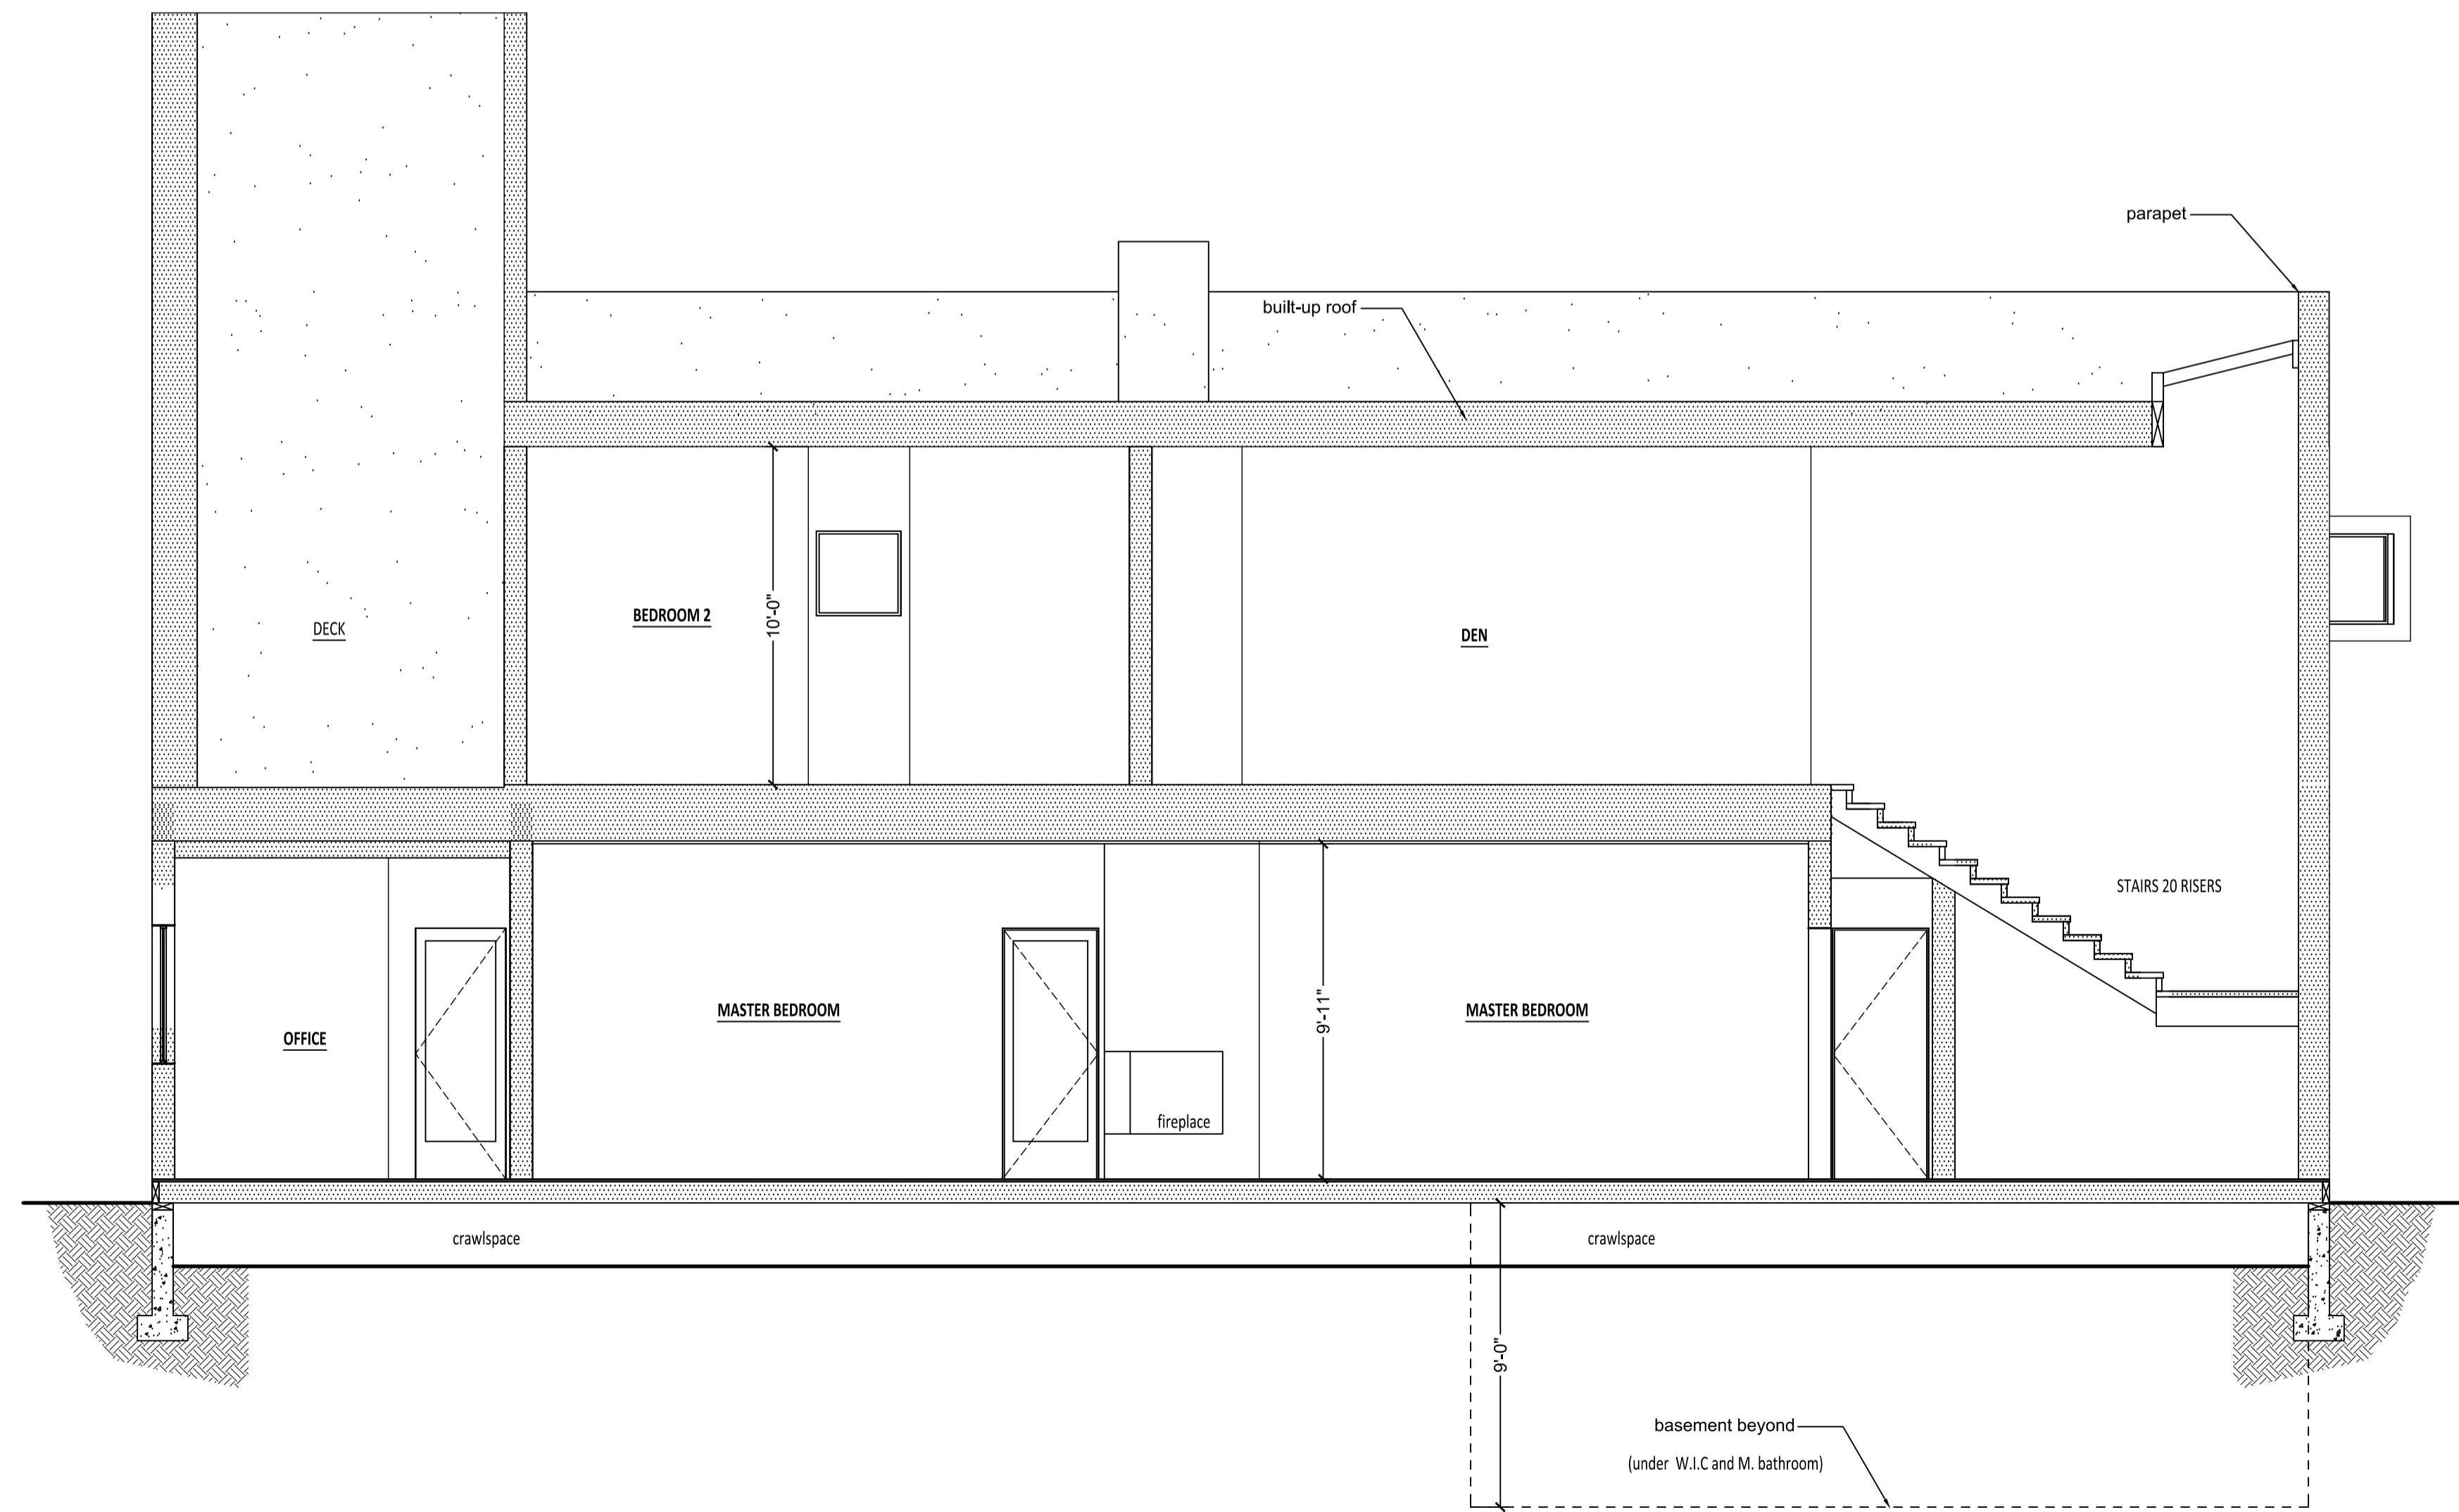 parapet
built-up roof
BEDROOM 2
10'-0"
DECK
DEN
STAIRS 20 RISERS
MASTER BEDROOM
9'-11"
MASTER BEDROOM
OFFICE
fireplace
crawlspace
crawlspace
9'-0"
basement beyond
(under W.I.C and M. bathroom)